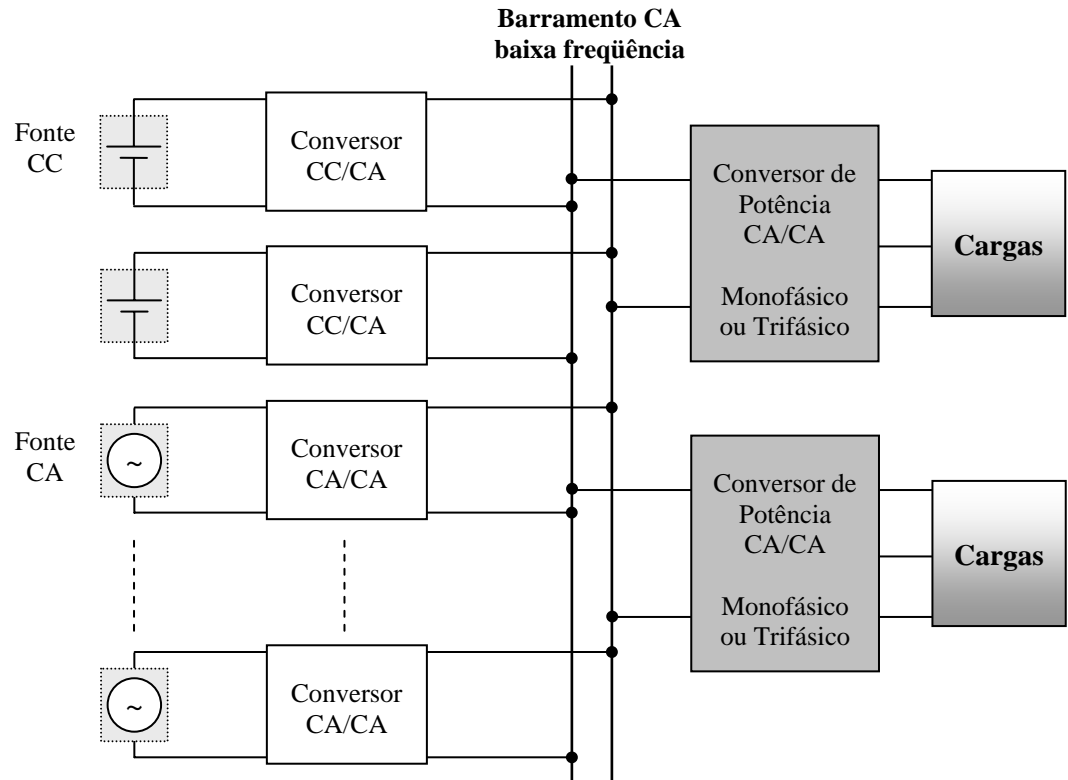 Barramento CA
baixa freqüência
Fonte
CC
Conversor
CC/CA
Conversor de
Potência
CA/CA
Monofásico
ou Trifásico
Cargas
Conversor
CC/CA
Fonte
CA
~
Conversor
CA/CA
Conversor de
Potência
CA/CA
Monofásico
ou Trifásico
Cargas
~
Conversor
CA/CA